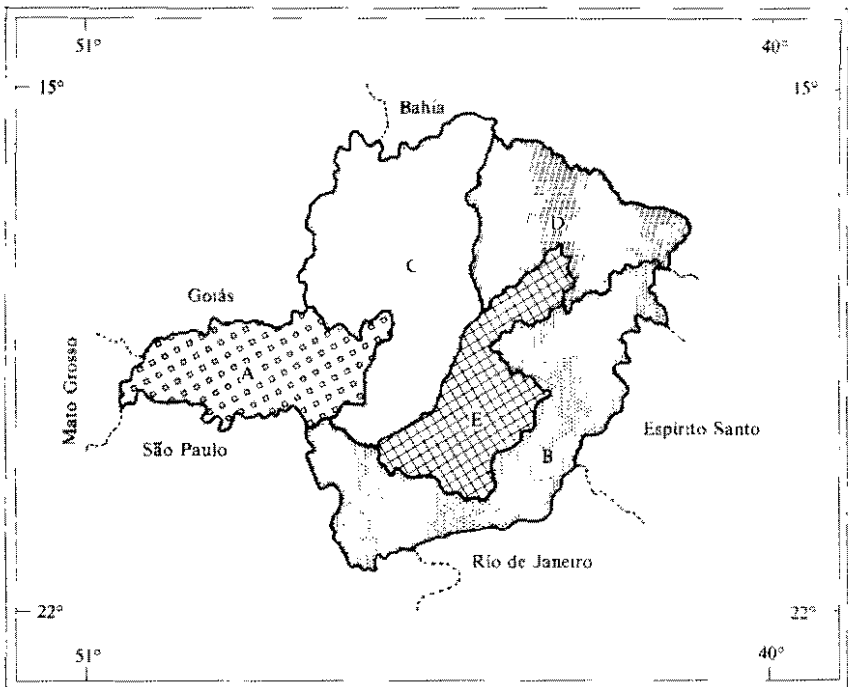 51°
40°
15°
15°
Bahía
D
C
Goiás
A
Mato Grosso
E
São Paulo
Espírito Santo
B
Río de Janeiro
22°
22°
51°
40°